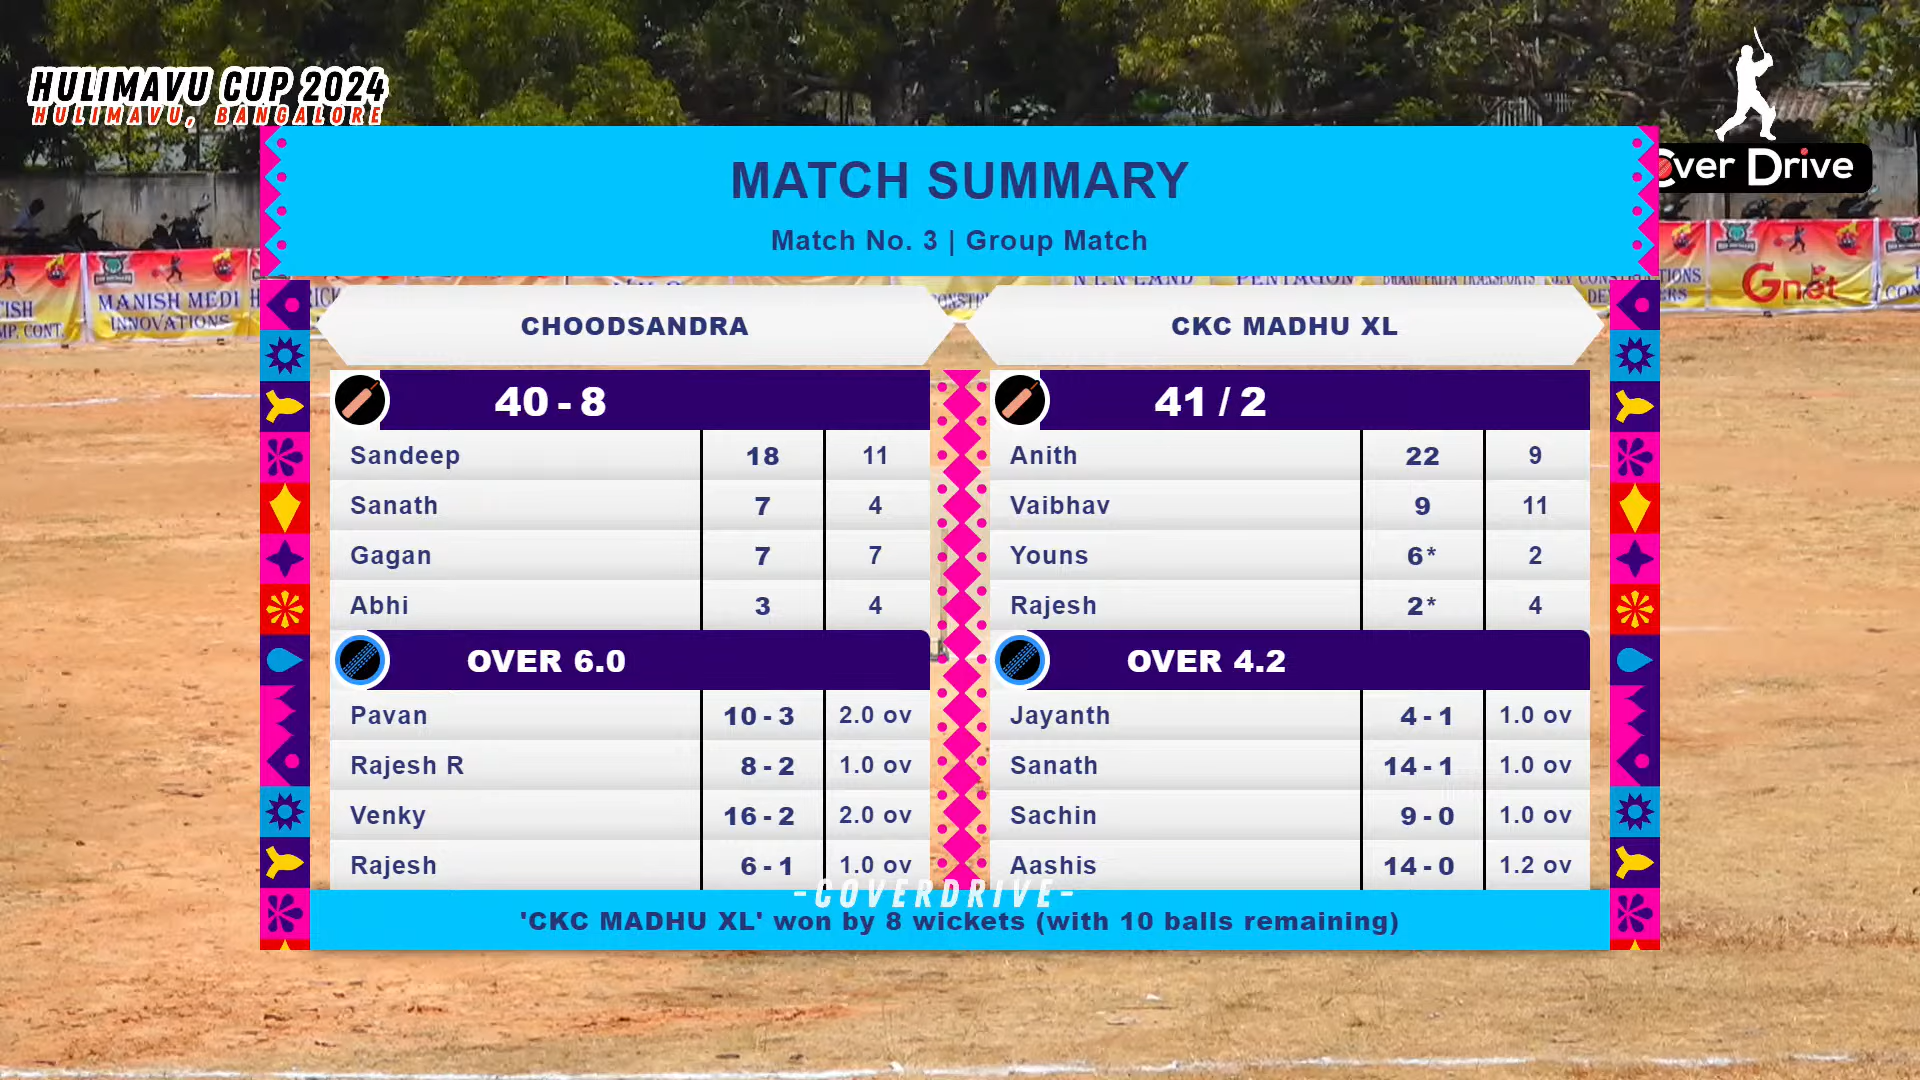 HULIMAVU CUP 2024
HULIMAVU, BANGALORE
Over Drive
MATCH SUMMARY
Match No. 3 | Group Match
MANISH MEDI
INNOVATIONS
Gnet
CHOODSANDRA
CKC MADHU XL
40 - 8
Sandeep 18 11
Sanath 7 4
Gagan 7 7
Abhi 3 4
OVER 6.0
Pavan 10 - 3 2.0 ov
Rajesh R 8 - 2 1.0 ov
Venky 16 - 2 2.0 ov
Rajesh 6 - 1 1.0 ov
41 / 2
Anith 22 9
Vaibhav 9 11
Youns 6* 2
Rajesh 2* 4
OVER 4.2
Jayanth 4 - 1 1.0 ov
Sanath 14 - 1 1.0 ov
Sachin 9 - 0 1.0 ov
Aashis 14 - 0 1.2 ov
-COVERDRIVE-
'CKC MADHU XL' won by 8 wickets (with 10 balls remaining)